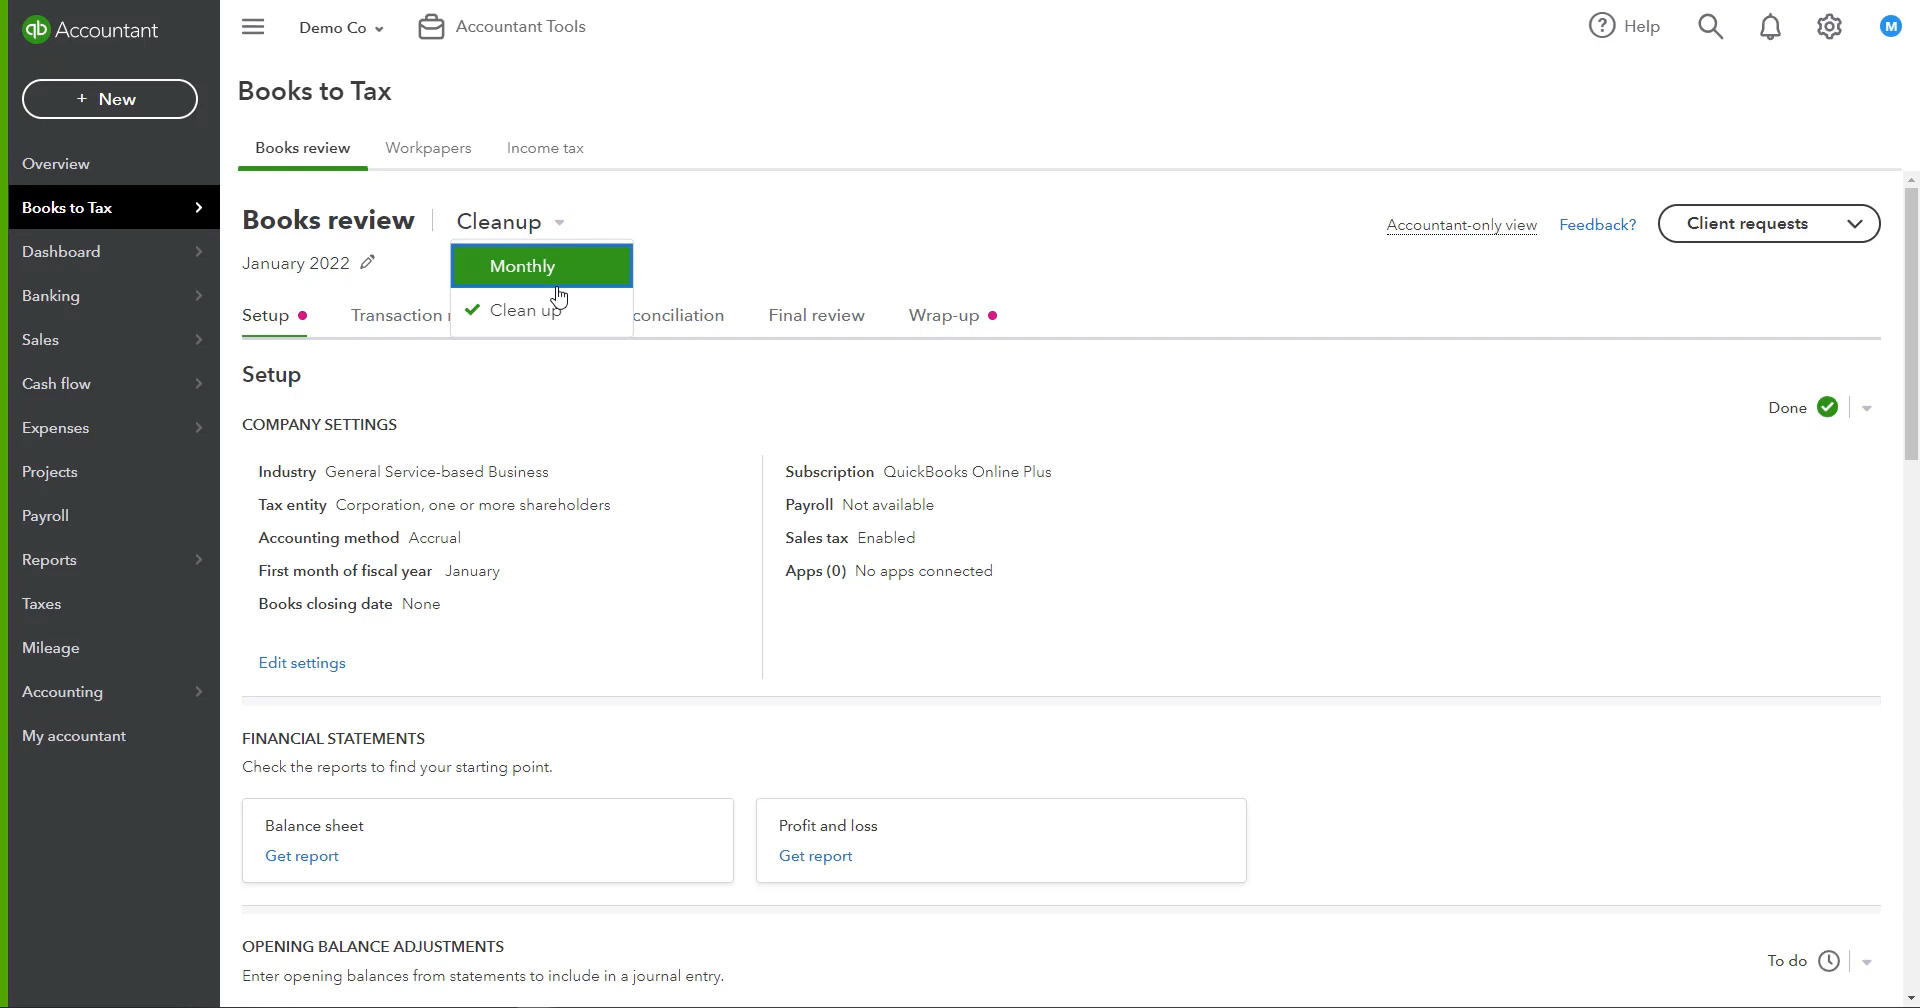 qb Accountant
Demo Co
Accountant Tools
Help
M
+ New
Overview
Books to Tax
Dashboard
Banking
Sales
Cash flow
Expenses
Projects
Payroll
Reports
Taxes
Mileage
Accounting
My accountant
Books to Tax
Books review
Workpapers
Income tax
Books review
Cleanup
Accountant-only view
Feedback?
Client requests
January 2022
Monthly
Clean up
Setup
Transaction
conciliation
Final review
Wrap-up
Setup
COMPANY SETTINGS
Done
Industry General Service-based Business
Tax entity Corporation, one or more shareholders
Accounting method Accrual
First month of fiscal year January
Books closing date None
Edit settings
Subscription QuickBooks Online Plus
Payroll Not available
Sales tax Enabled
Apps (0) No apps connected
FINANCIAL STATEMENTS
Check the reports to find your starting point.
Balance sheet
Get report
Profit and loss
Get report
OPENING BALANCE ADJUSTMENTS
Enter opening balances from statements to include in a journal entry.
To do